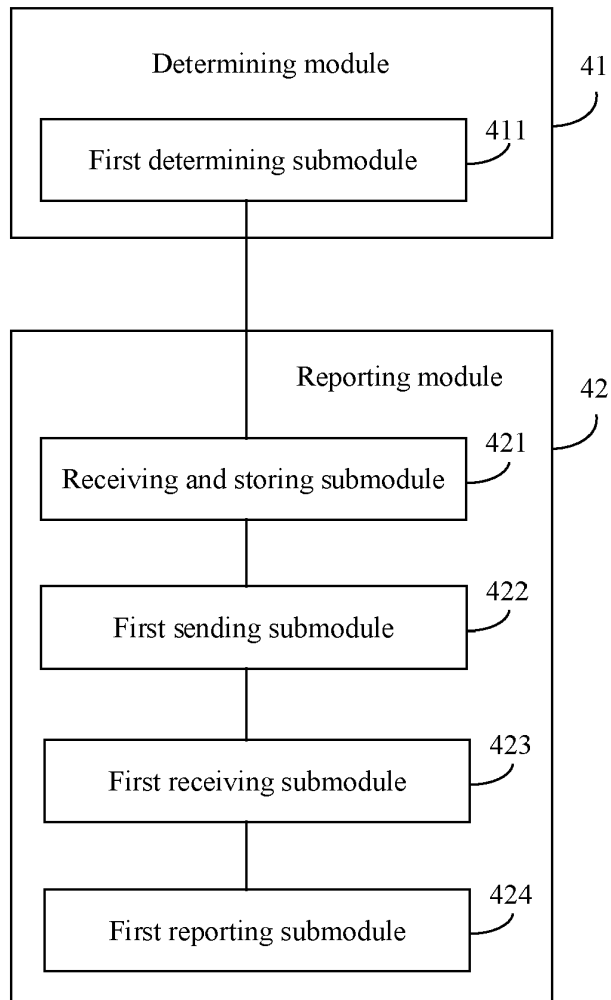 Determining module
41
411
First determining submodule
Reporting module
42
421
Receiving and storing submodule
422
First sending submodule
423
First receiving submodule
424
First reporting submodule